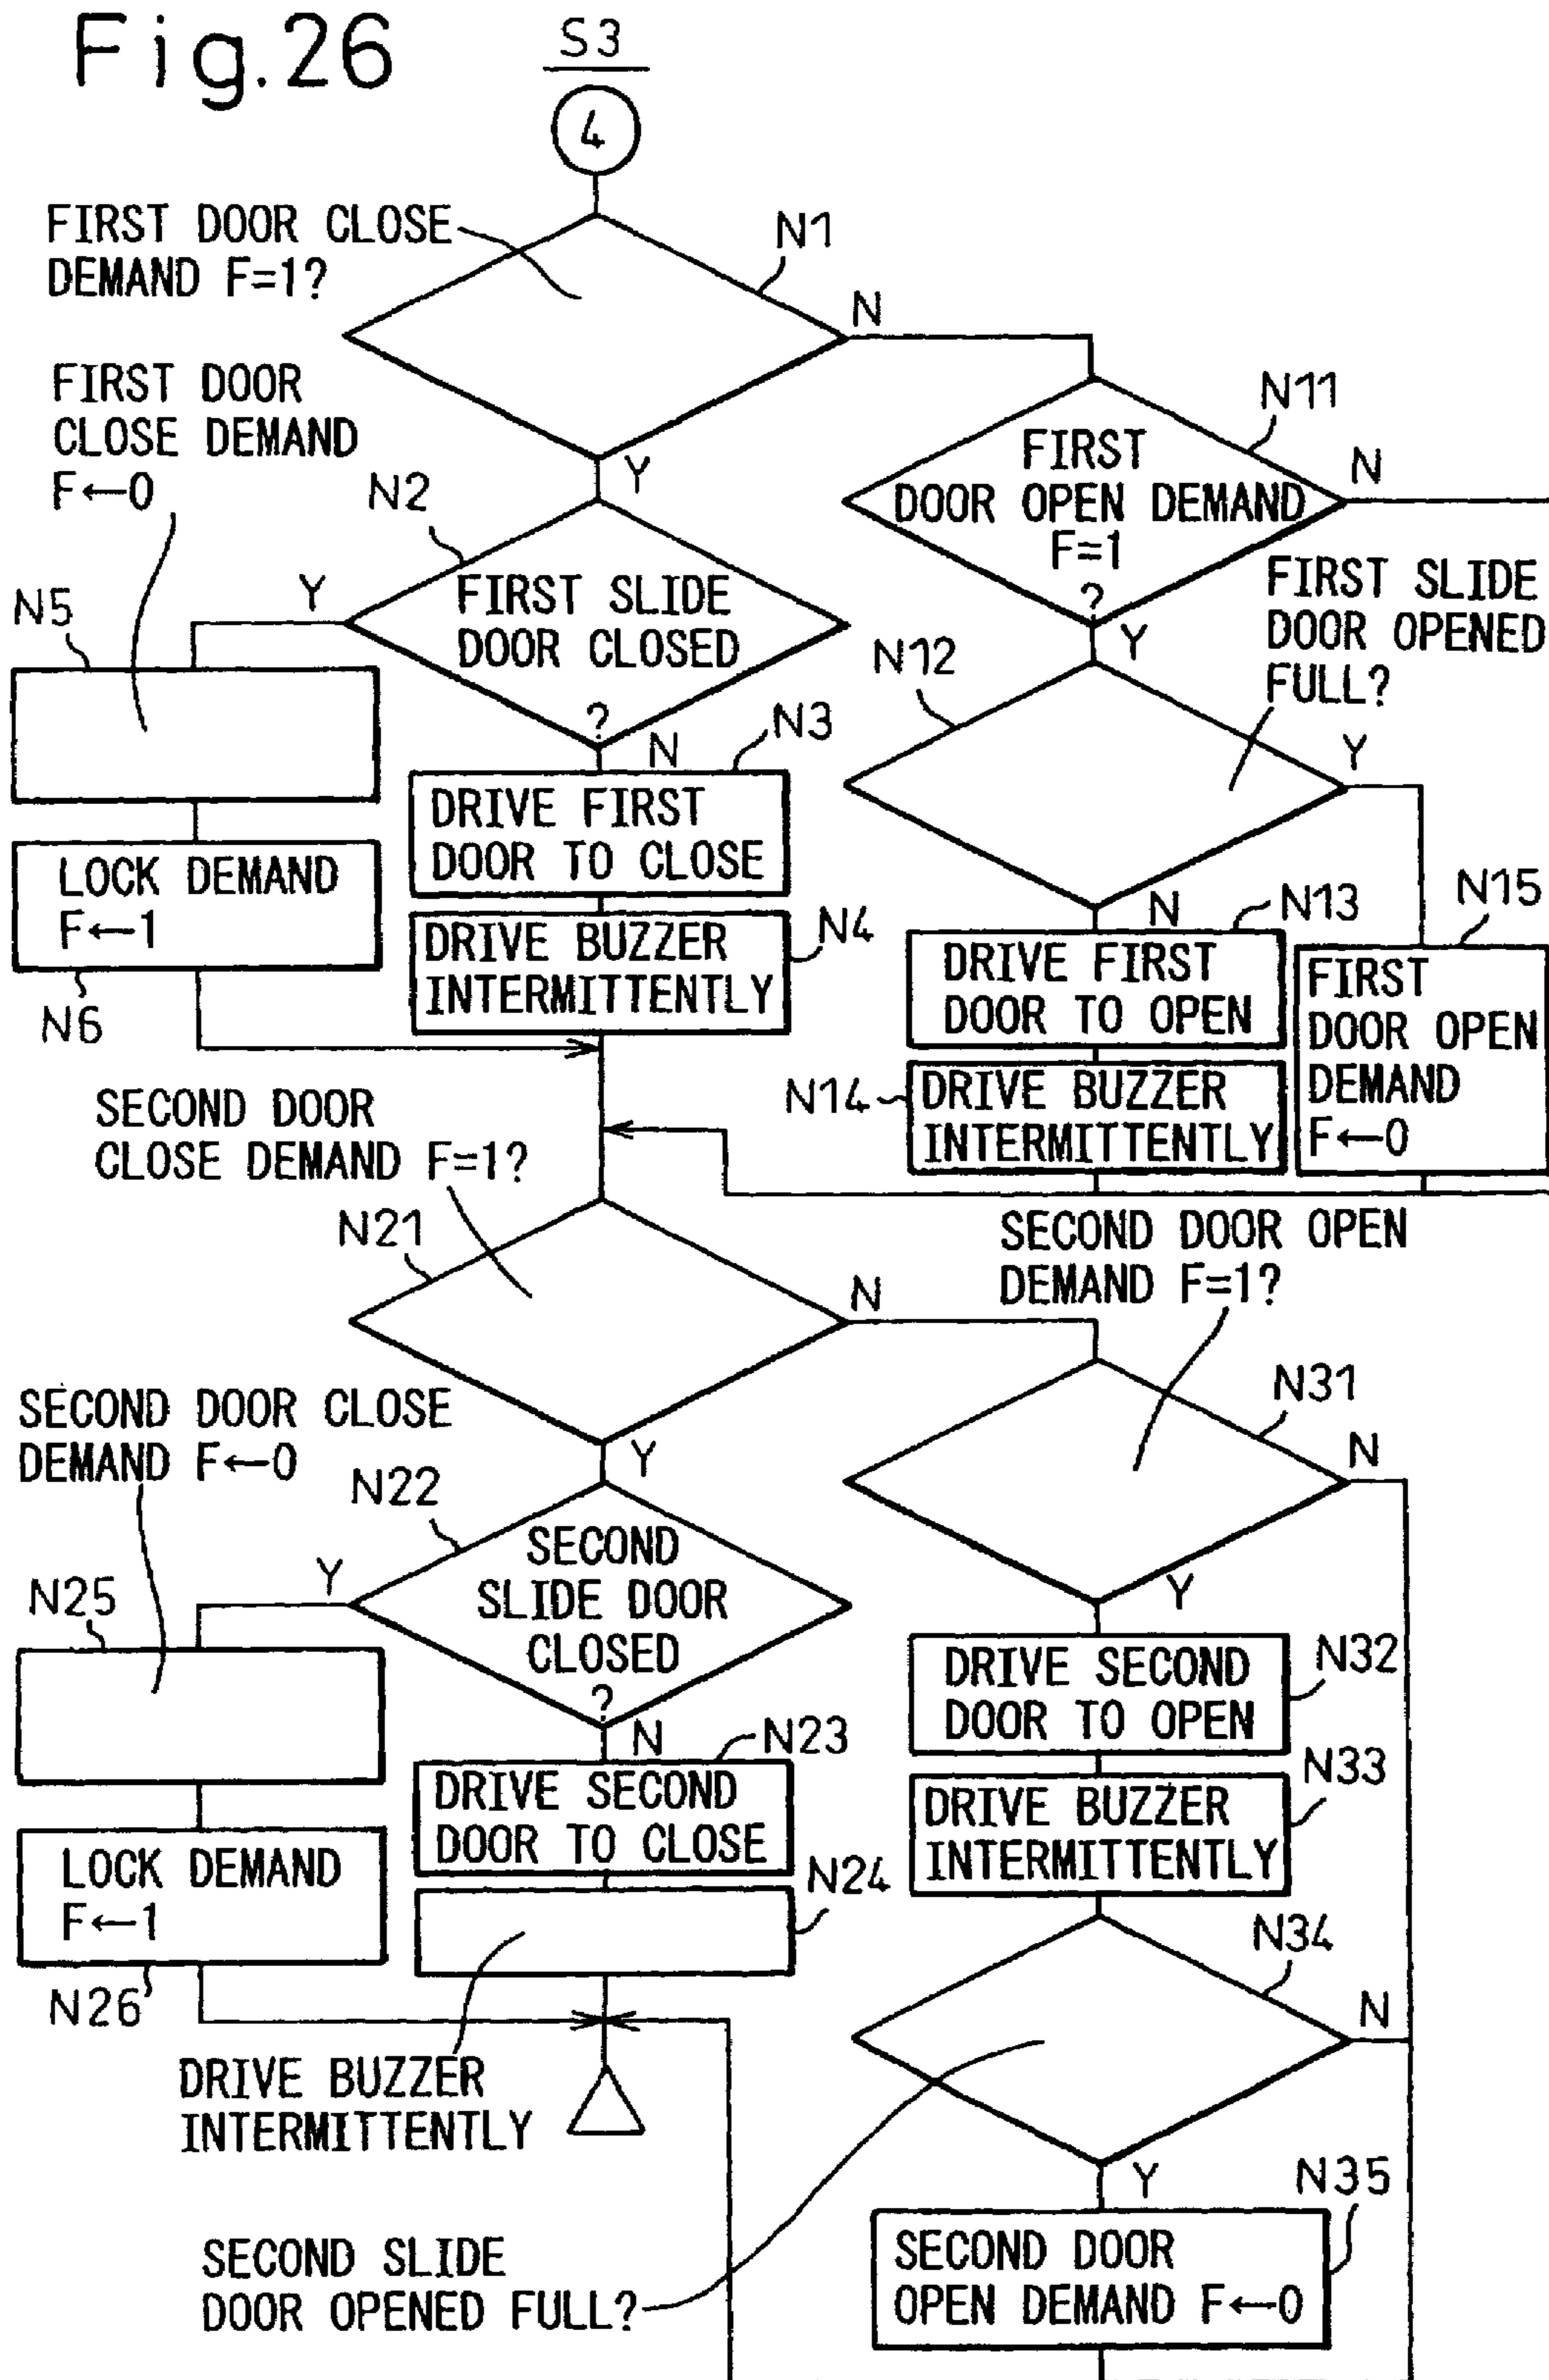 Fig.26
S3
4
FIRST DOOR CLOSE
DEMAND F=1?
N1
N
Y
FIRST DOOR
CLOSE DEMAND
F←0
N2
Y
FIRST SLIDE
DOOR CLOSED
?
N
N5
LOCK DEMAND
F←1
N6
N3
DRIVE FIRST
DOOR TO CLOSE
N4
DRIVE BUZZER
INTERMITTENTLY
N11
FIRST
DOOR OPEN DEMAND
F=1
?
N
Y
FIRST SLIDE
DOOR OPENED
FULL?
N12
Y
N
N13
DRIVE FIRST
DOOR TO OPEN
N14
DRIVE BUZZER
INTERMITTENTLY
N15
FIRST
DOOR OPEN
DEMAND
F←0
SECOND DOOR
CLOSE DEMAND F=1?
N21
N
Y
SECOND DOOR OPEN
DEMAND F=1?
N31
N
Y
SECOND DOOR CLOSE
DEMAND F←0
N22
Y
SECOND
SLIDE DOOR
CLOSED
?
N
N25
LOCK DEMAND
F←1
N26
N23
DRIVE SECOND
DOOR TO CLOSE
N24
DRIVE BUZZER
INTERMITTENTLY
N32
DRIVE SECOND
DOOR TO OPEN
N33
DRIVE BUZZER
INTERMITTENTLY
N34
N
Y
SECOND SLIDE
DOOR OPENED FULL?
N35
SECOND DOOR
OPEN DEMAND F←0